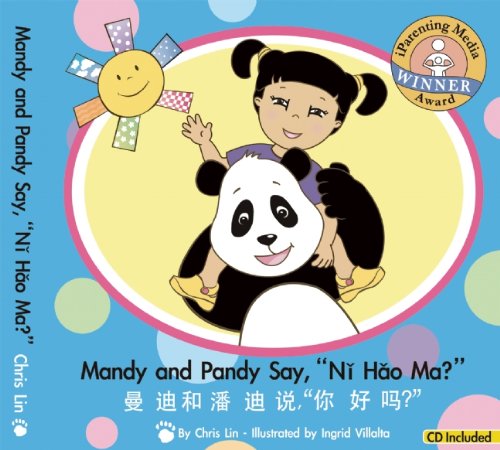 Mandy and Pandy Say, "Nǐ Hǎo Ma?"
Chris Lin
iParenting Media
WINNER
Award
Mandy and Pandy Say, "Nǐ Hǎo Ma?"
曼 迪 和 潘 迪 说,"你 好 吗?"
By Chris Lin - Illustrated by Ingrid Villalta
CD Included